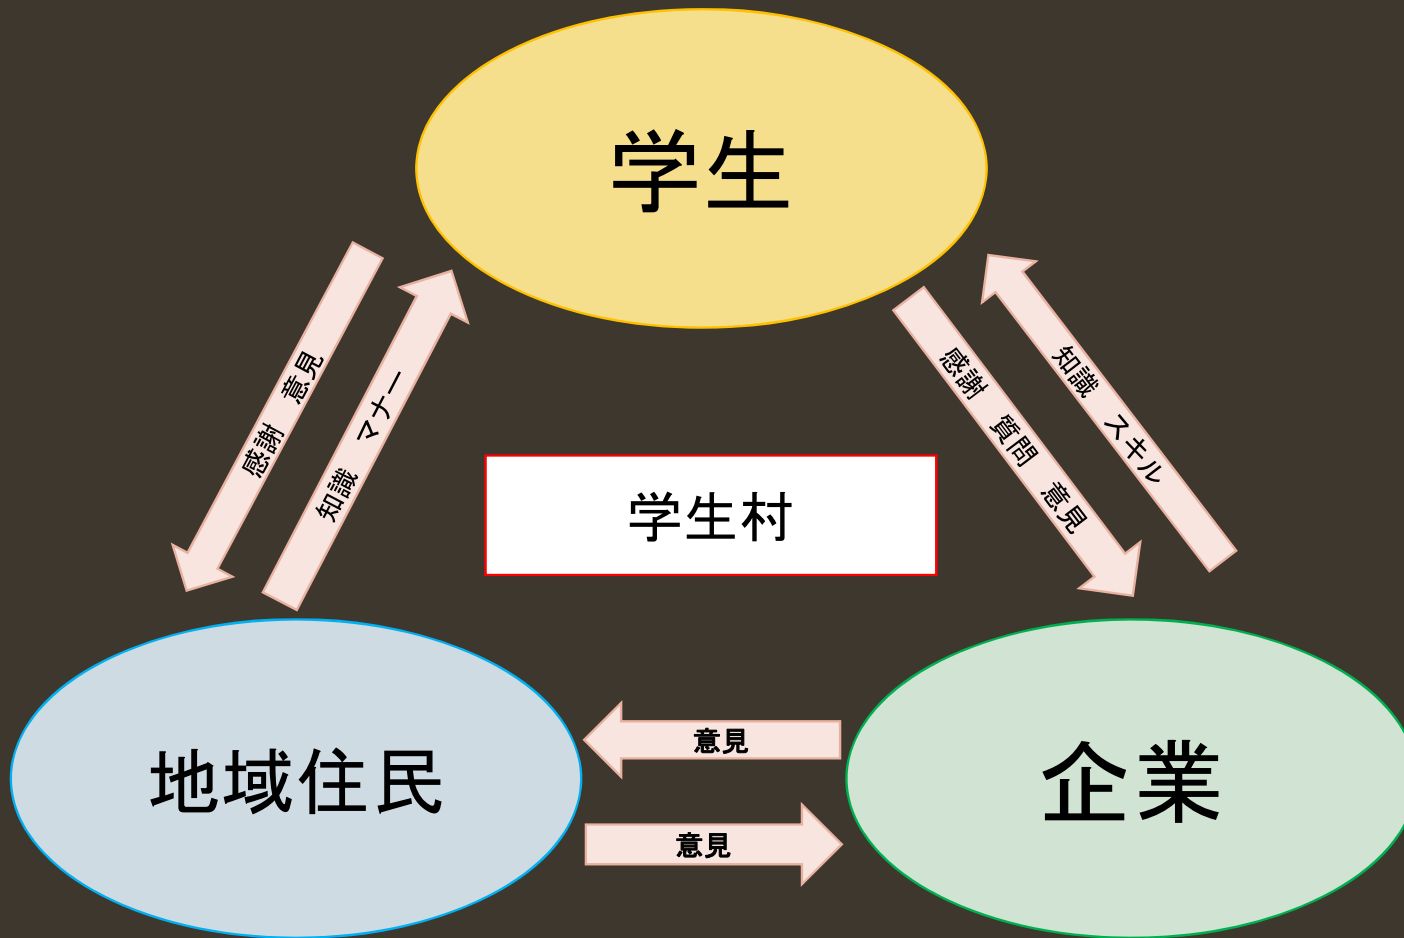 学生
感謝　意見
知識　マナー
感謝　質問　意見
知識　スキル
学生村
地域住民
意見
意見
企業